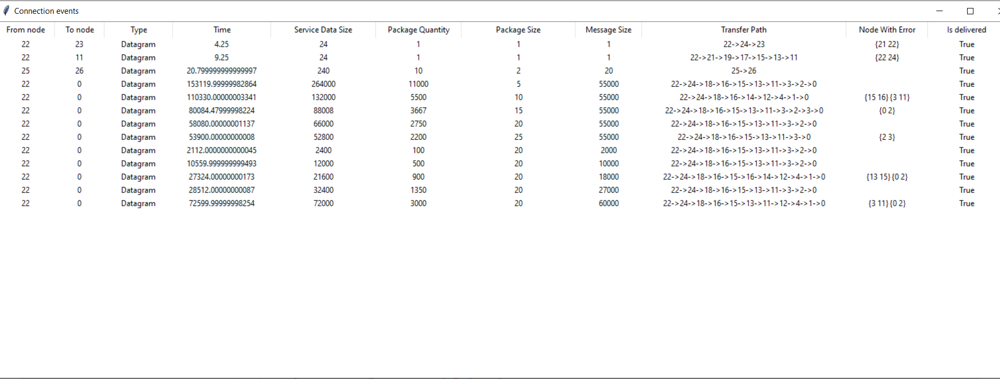 Connection events
From node To node Type Time Service Data Size Package Quantity Package Size Message Size Transfer Path Node With Error Is delivered
22 23 Datagram 4.25 24 1 1 1 22->24->23 {21 22} True
22 11 Datagram 9.25 24 1 1 1 22->21->19->17->15->13->11 {22 24} True
25 26 Datagram 20.799999999999997 240 10 2 20 25->26 True
22 0 Datagram 153119.99999982864 264000 11000 5 55000 22->24->18->16->15->13->11->3->2->0 True
22 0 Datagram 110330.00000003341 132000 5500 10 55000 22->24->18->16->14->12->4->1->0 {15 16}{3 11} True
22 0 Datagram 80084.47999998224 88008 3667 15 55000 22->24->18->16->15->13->11->3->2->3->0 {0 2} True
22 0 Datagram 58080.00000001137 66000 2750 20 55000 22->24->18->16->15->13->11->3->2->0 True
22 0 Datagram 53900.00000000008 52800 2200 25 55000 22->24->18->16->15->13->11->3->0 {2 3} True
22 0 Datagram 2112.0000000000045 2400 100 20 2000 22->24->18->16->15->13->11->3->2->0 True
22 0 Datagram 10559.999999999493 12000 500 20 10000 22->24->18->16->15->13->11->3->2->0 True
22 0 Datagram 27324.00000000173 21600 900 20 18000 22->24->18->16->15->16->14->12->4->1->0 {13 15}{0 2} True
22 0 Datagram 28512.00000000087 32400 1350 20 27000 22->24->18->16->15->13->11->3->2->0 True
22 0 Datagram 72599.99999998254 72000 3000 20 60000 22->24->18->16->15->13->11->12->4->1->0 {3 11}{0 2} True